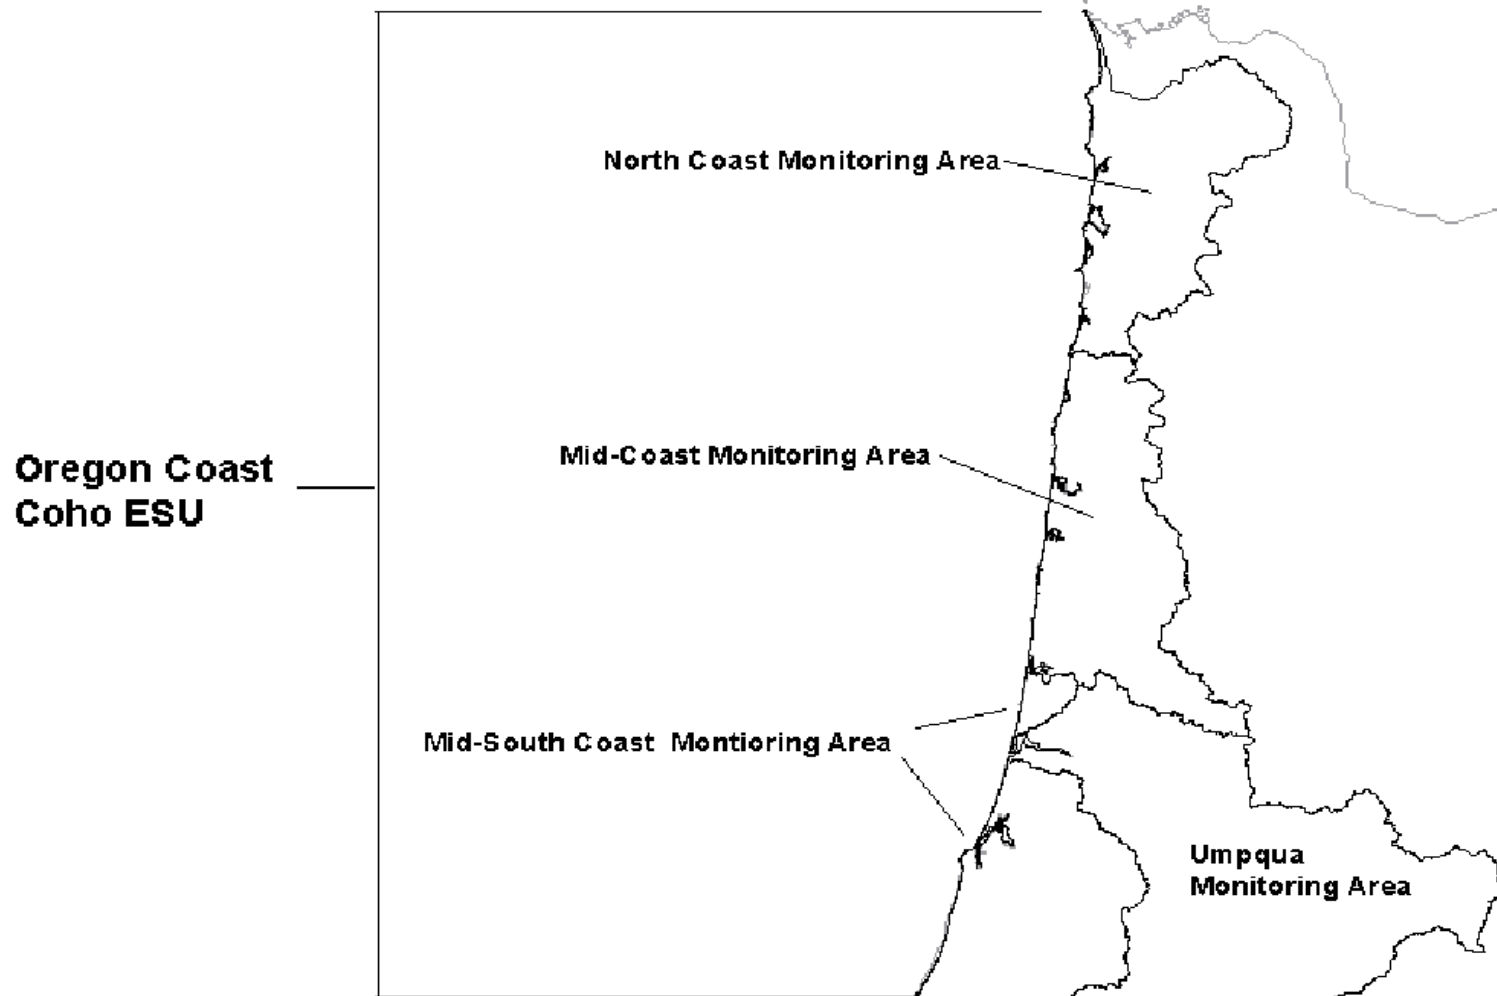 North Coast Monitoring Area
Mid-Coast Monitoring Area
Oregon Coast
Coho ESU
Mid-South Coast Montioring Area
Umpqua
Monitoring Area